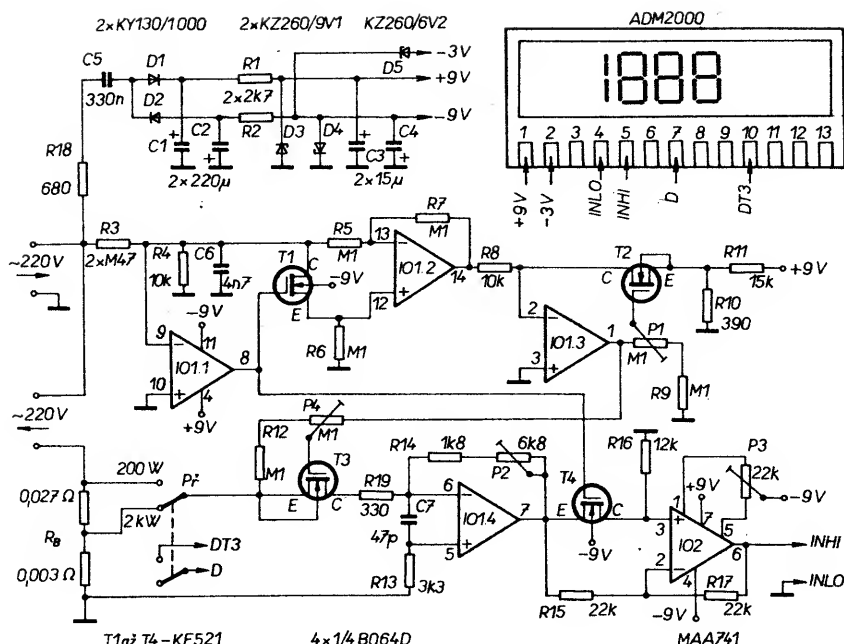 2×KY130/1000 2×KZ260/9V1 KZ260/6V2 ADM2000
C5 D1 R1 D5 −3V
330n D2 2×2k7 +9V
R2 −9V
C1 C2 D3 D4 C3 C4
2×220μ 2×15μ
1888
1 2 3 4 5 6 7 8 9 10 11 12 13
+9V −3V INLO INHI D DT3
R18
680
~220V
R3
2×M47
R4
10k
C6
4n7
T1
C
E
−9V
R5
M1
R7
M1
13
12
14
IO1.2
R6
M1
R8
10k
T2
C E
R11
15k
+9V
R10
390
−9V
9
11
8
IO1.1
10
4
+9V
2
3
1
IO1.3
P1
M1
R9
M1
~220V
200W
Př
2kW
0,027 Ω
RB
0,003 Ω
DT3
D
R12
M1
P4
M1
T3
E C
R19
330
R14
1k8
6k8
P2
C7
47p
6
5
7
IO1.4
R13
3k3
T4
E C
−9V
R16
12k
P3
22k
−9V
1
+9V
7
5
3
2
6
4
IO2
−9V
INHI
INLO
R15
22k
R17
22k
T1až T4–KF521 4×1/4 B064D MAA741